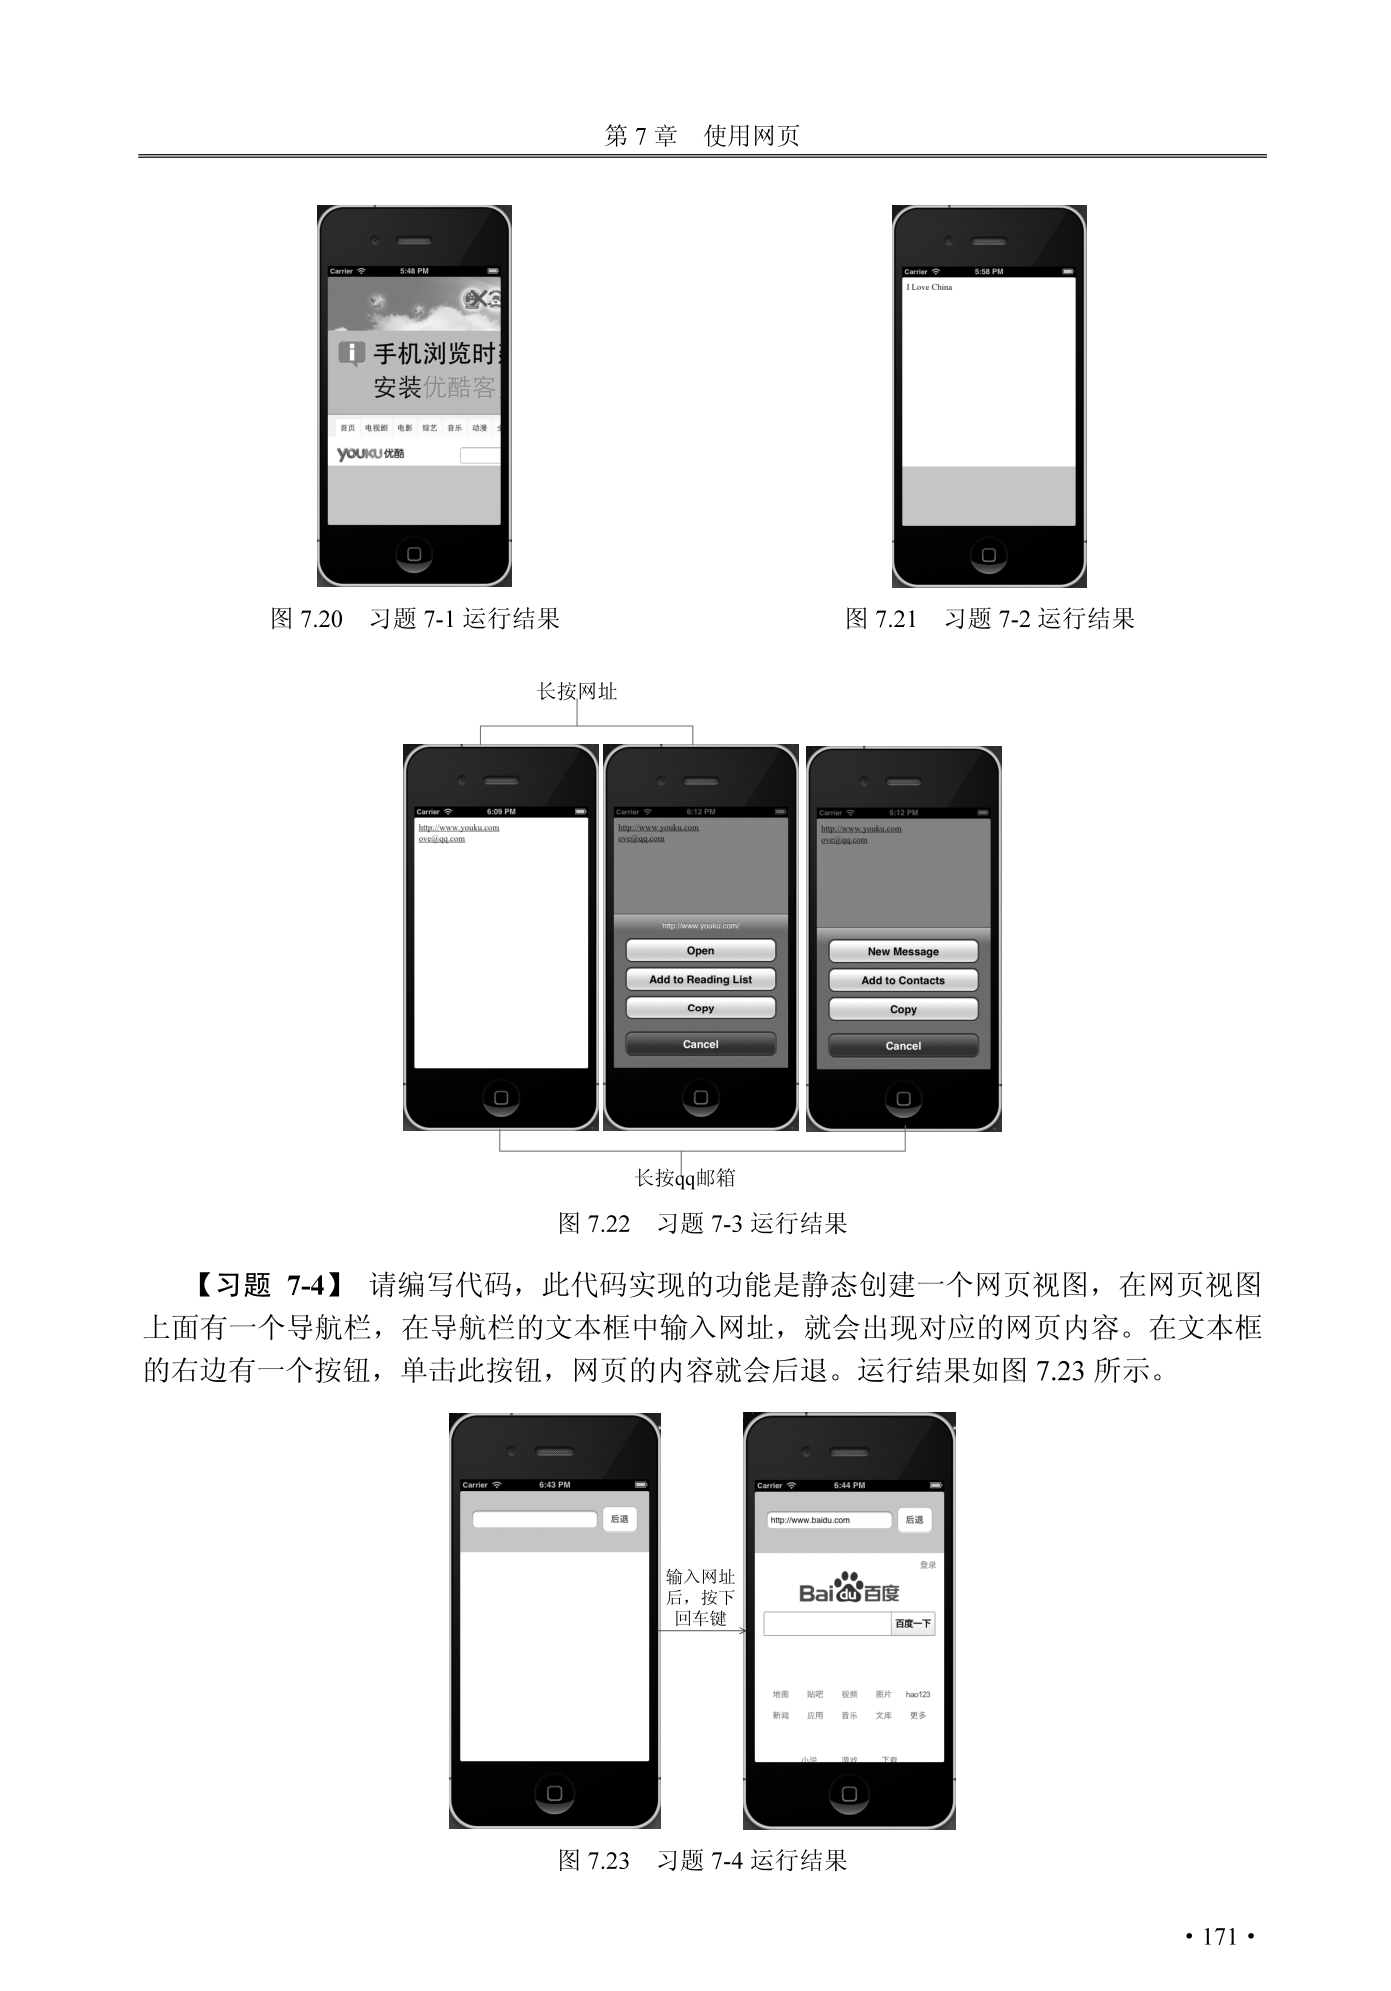 第 7 章 使用网页
Carrier 5:48 PM
手机浏览时
安装优酷客
首页 电视剧 电影 综艺 音乐 动漫
YOUKU 优酷
图 7.20 习题 7-1 运行结果
Carrier 5:58 PM
I Love China
图 7.21 习题 7-2 运行结果
长按网址
Carrier 6:09 PM
http://www.youku.com
ove@qq.com
Carrier 6:12 PM
http://www.youku.com
ove@qq.com
http://www.youku.com/
Open
Add to Reading List
Copy
Cancel
Carrier 6:12 PM
http://www.youku.com
ove@qq.com
New Message
Add to Contacts
Copy
Cancel
长按qq邮箱
图 7.22 习题 7-3 运行结果
【习题 7-4】 请编写代码，此代码实现的功能是静态创建一个网页视图，在网页视图
上面有一个导航栏，在导航栏的文本框中输入网址，就会出现对应的网页内容。在文本框
的右边有一个按钮，单击此按钮，网页的内容就会后退。运行结果如图 7.23 所示。
Carrier 6:43 PM
后退
输入网址
后，按下
回车键
Carrier 6:44 PM
http://www.baidu.com 后退
登录
Bai du 百度
百度一下
地图 贴吧 视频 图片 hao123
新闻 应用 音乐 文库 更多
小说 游戏 下载
图 7.23 习题 7-4 运行结果
• 171 •